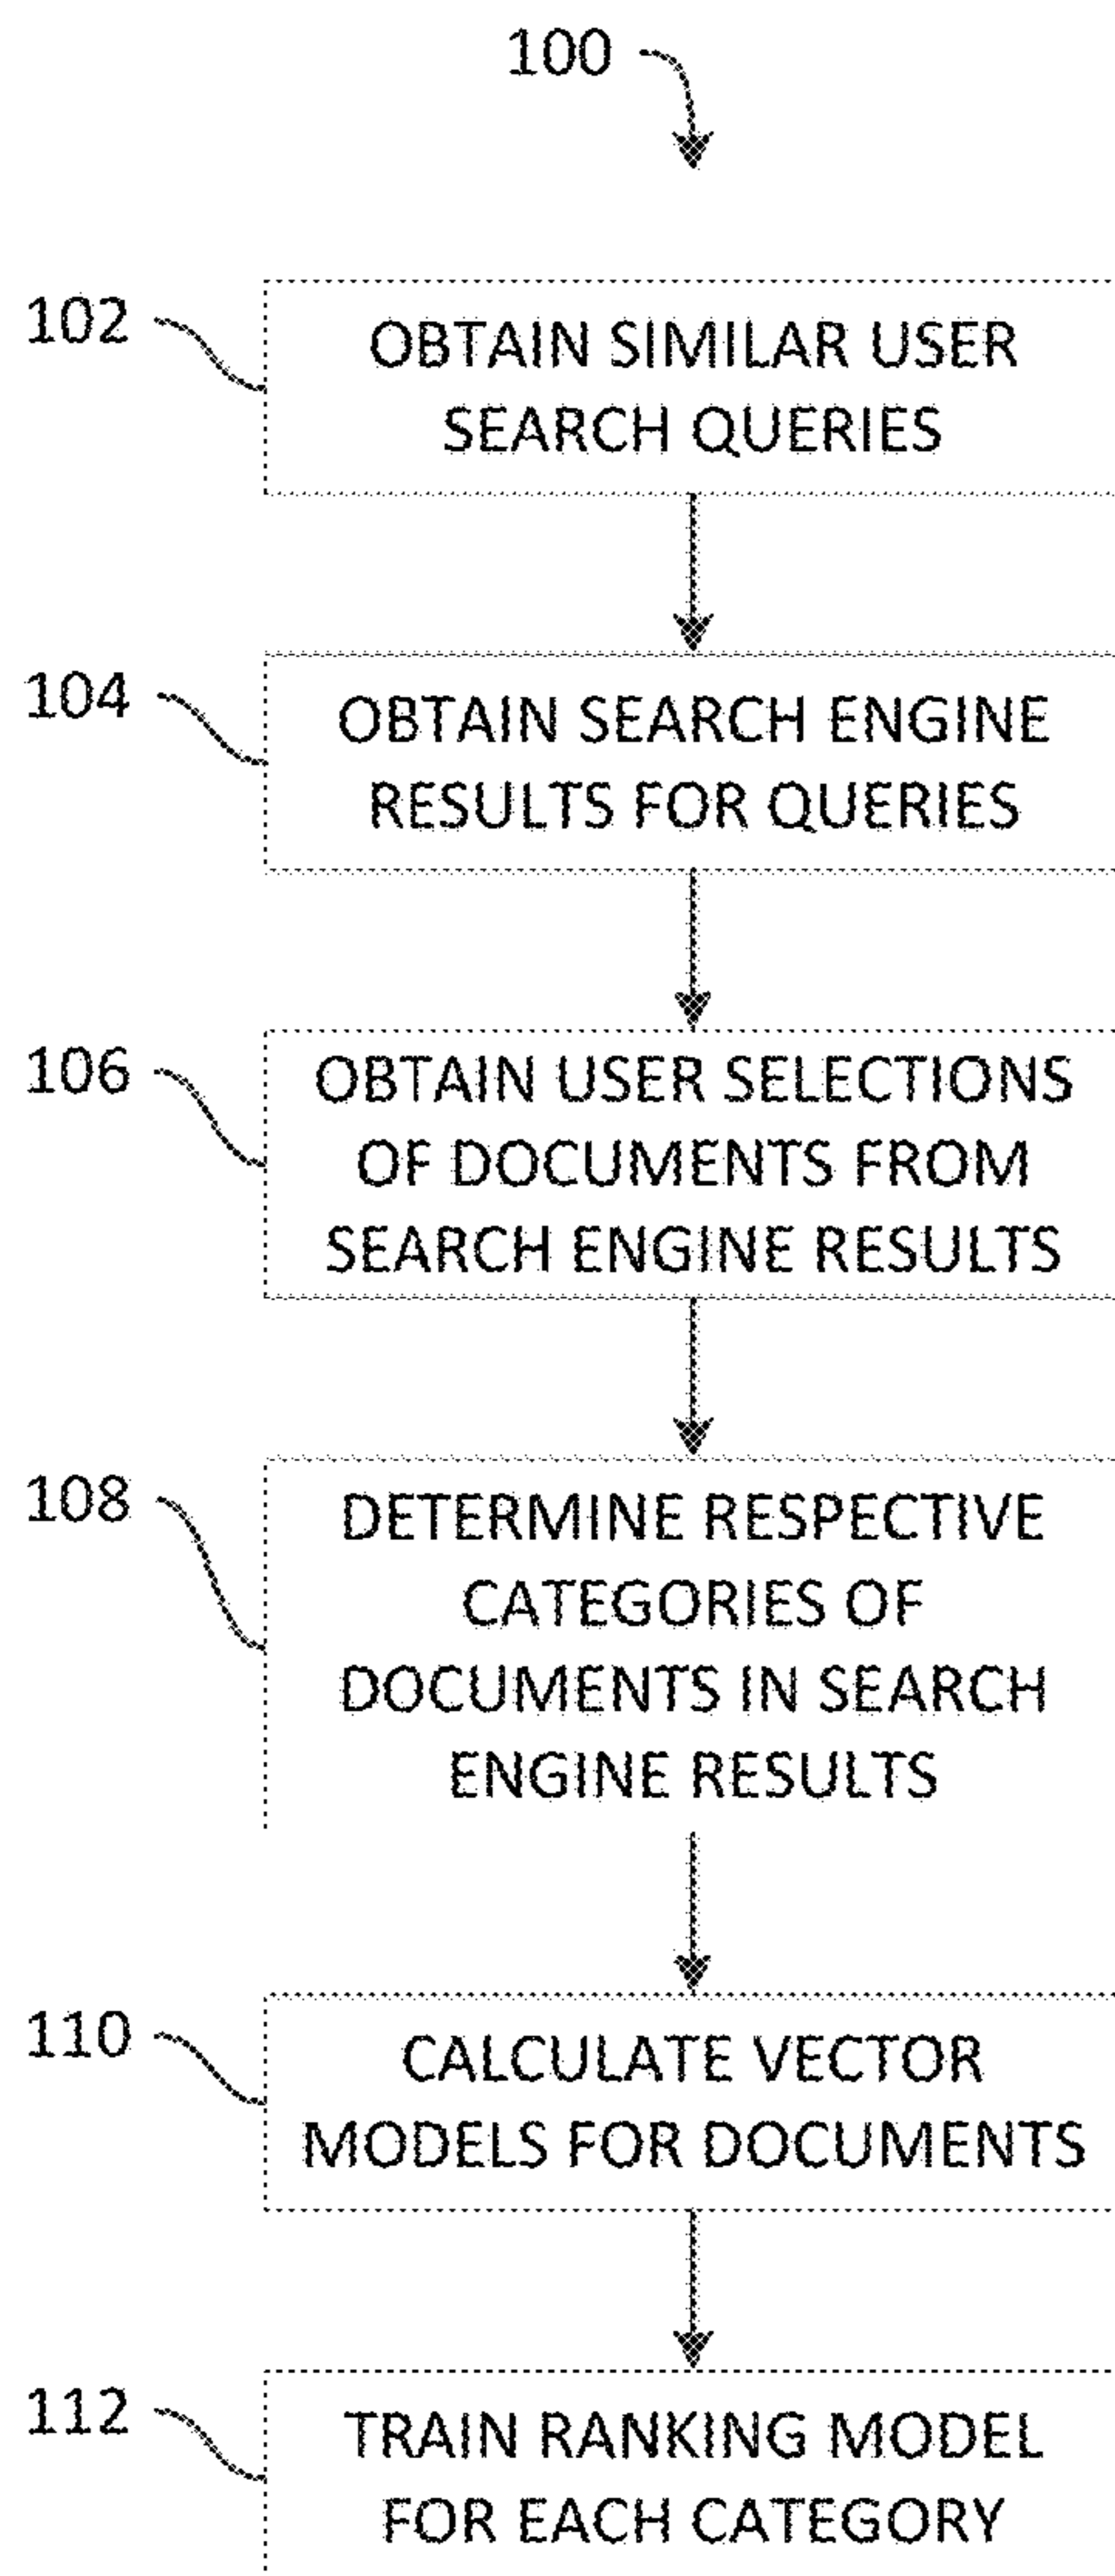 100
102
OBTAIN SIMILAR USER
SEARCH QUERIES
104
OBTAIN SEARCH ENGINE
RESULTS FOR QUERIES
106
OBTAIN USER SELECTIONS
OF DOCUMENTS FROM
SEARCH ENGINE RESULTS
108
DETERMINE RESPECTIVE
CATEGORIES OF
DOCUMENTS IN SEARCH
ENGINE RESULTS
110
CALCULATE VECTOR
MODELS FOR DOCUMENTS
112
TRAIN RANKING MODEL
FOR EACH CATEGORY